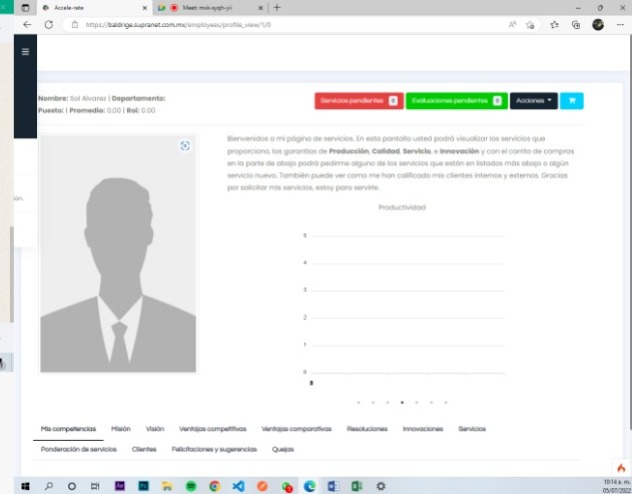 Accele-rate
Meet: msk-syqh-yii
https://baldrige.supranet.com.mx/employees/profile_view/1/0
Nombre: Sol Alvarez | Departamento:
Puesto: | Promedio: 0.00 | Rol: 0.00
Servicios pendientes 0
Evaluaciones pendientes 0
Acciones
Bienvenidos a mi página de servicios. En esta pantalla usted podrá visualizar los servicios que
proporciono, las garantías de Producción, Calidad, Servicio, e Innovación y con el carrito de compras
en la parte de abajo podrá pedirme alguno de los servicios que están en listados más abajo o algún
servicio nuevo. También puede ver como me han calificado mis clientes internos y externos. Gracias
por solicitar mis servicios, estoy para servirle.
Productividad
5
4
3
2
1
0
Mis competencias Misión Visión Ventajas competitivas Ventajas comparativas Resoluciones Innovaciones Servicios
Ponderación de servicios Clientes Felicitaciones y sugerencias Quejas
10:14 a. m.
05/07/2022